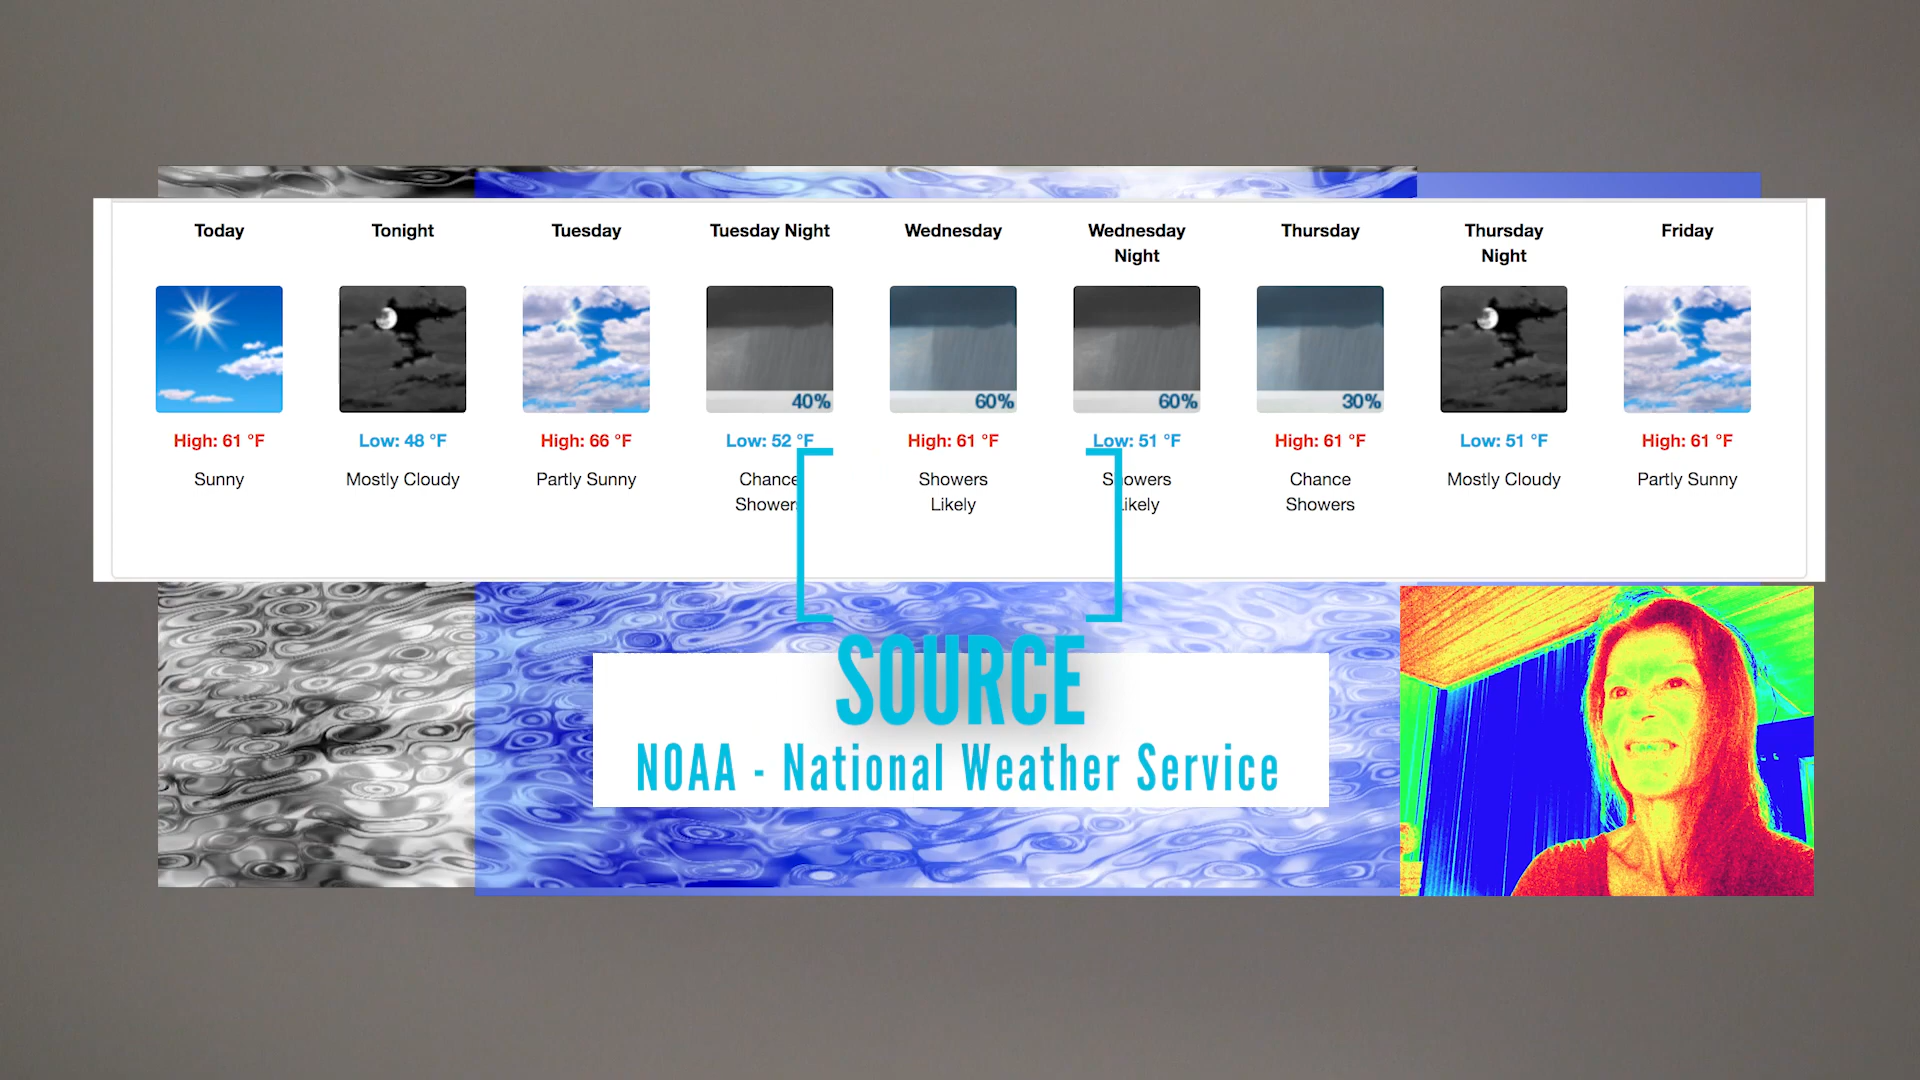 Today Tonight Tuesday Tuesday Night Wednesday Wednesday Thursday Thursday Friday
Night Night
40% 60% 60% 30%
High: 61 °F Low: 48 °F High: 66 °F Low: 52 °F High: 61 °F Low: 51 °F High: 61 °F Low: 51 °F High: 61 °F
Sunny Mostly Cloudy Partly Sunny Chance Showers Showers Chance Mostly Cloudy Partly Sunny
Showers Likely Likely Showers
SOURCE
NOAA - National Weather Service